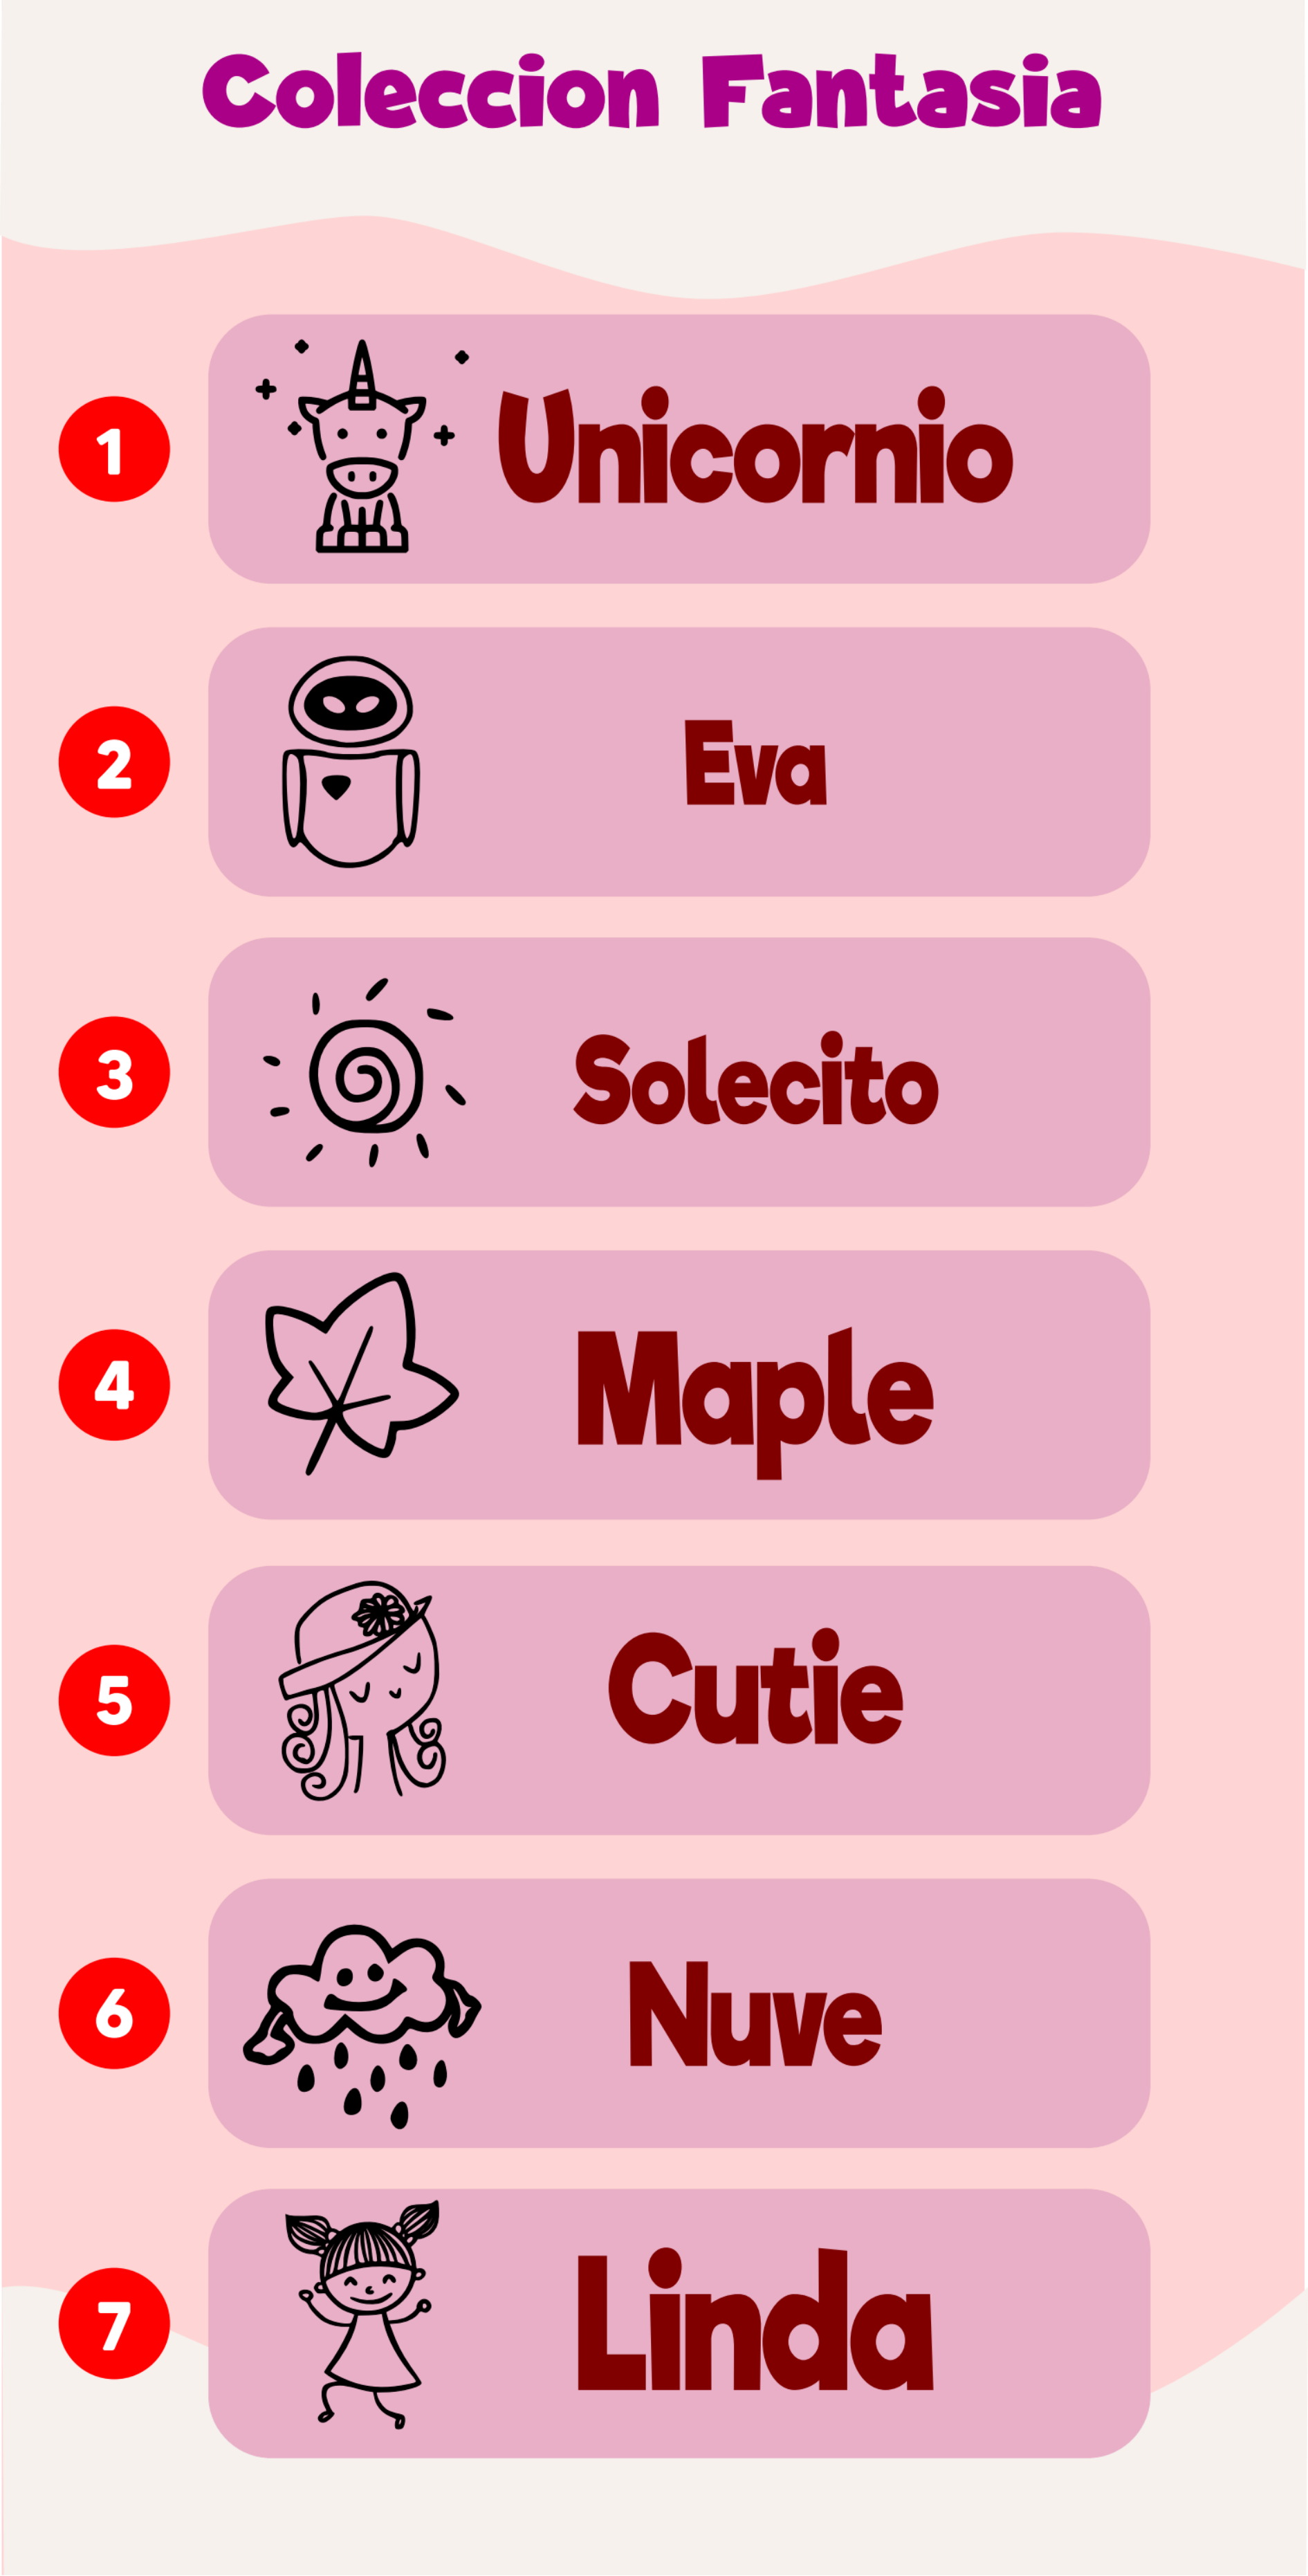 Coleccion Fantasia
1 Unicornio
2 Eva
3 Solecito
4 Maple
5 Cutie
6 Nuve
7 Linda